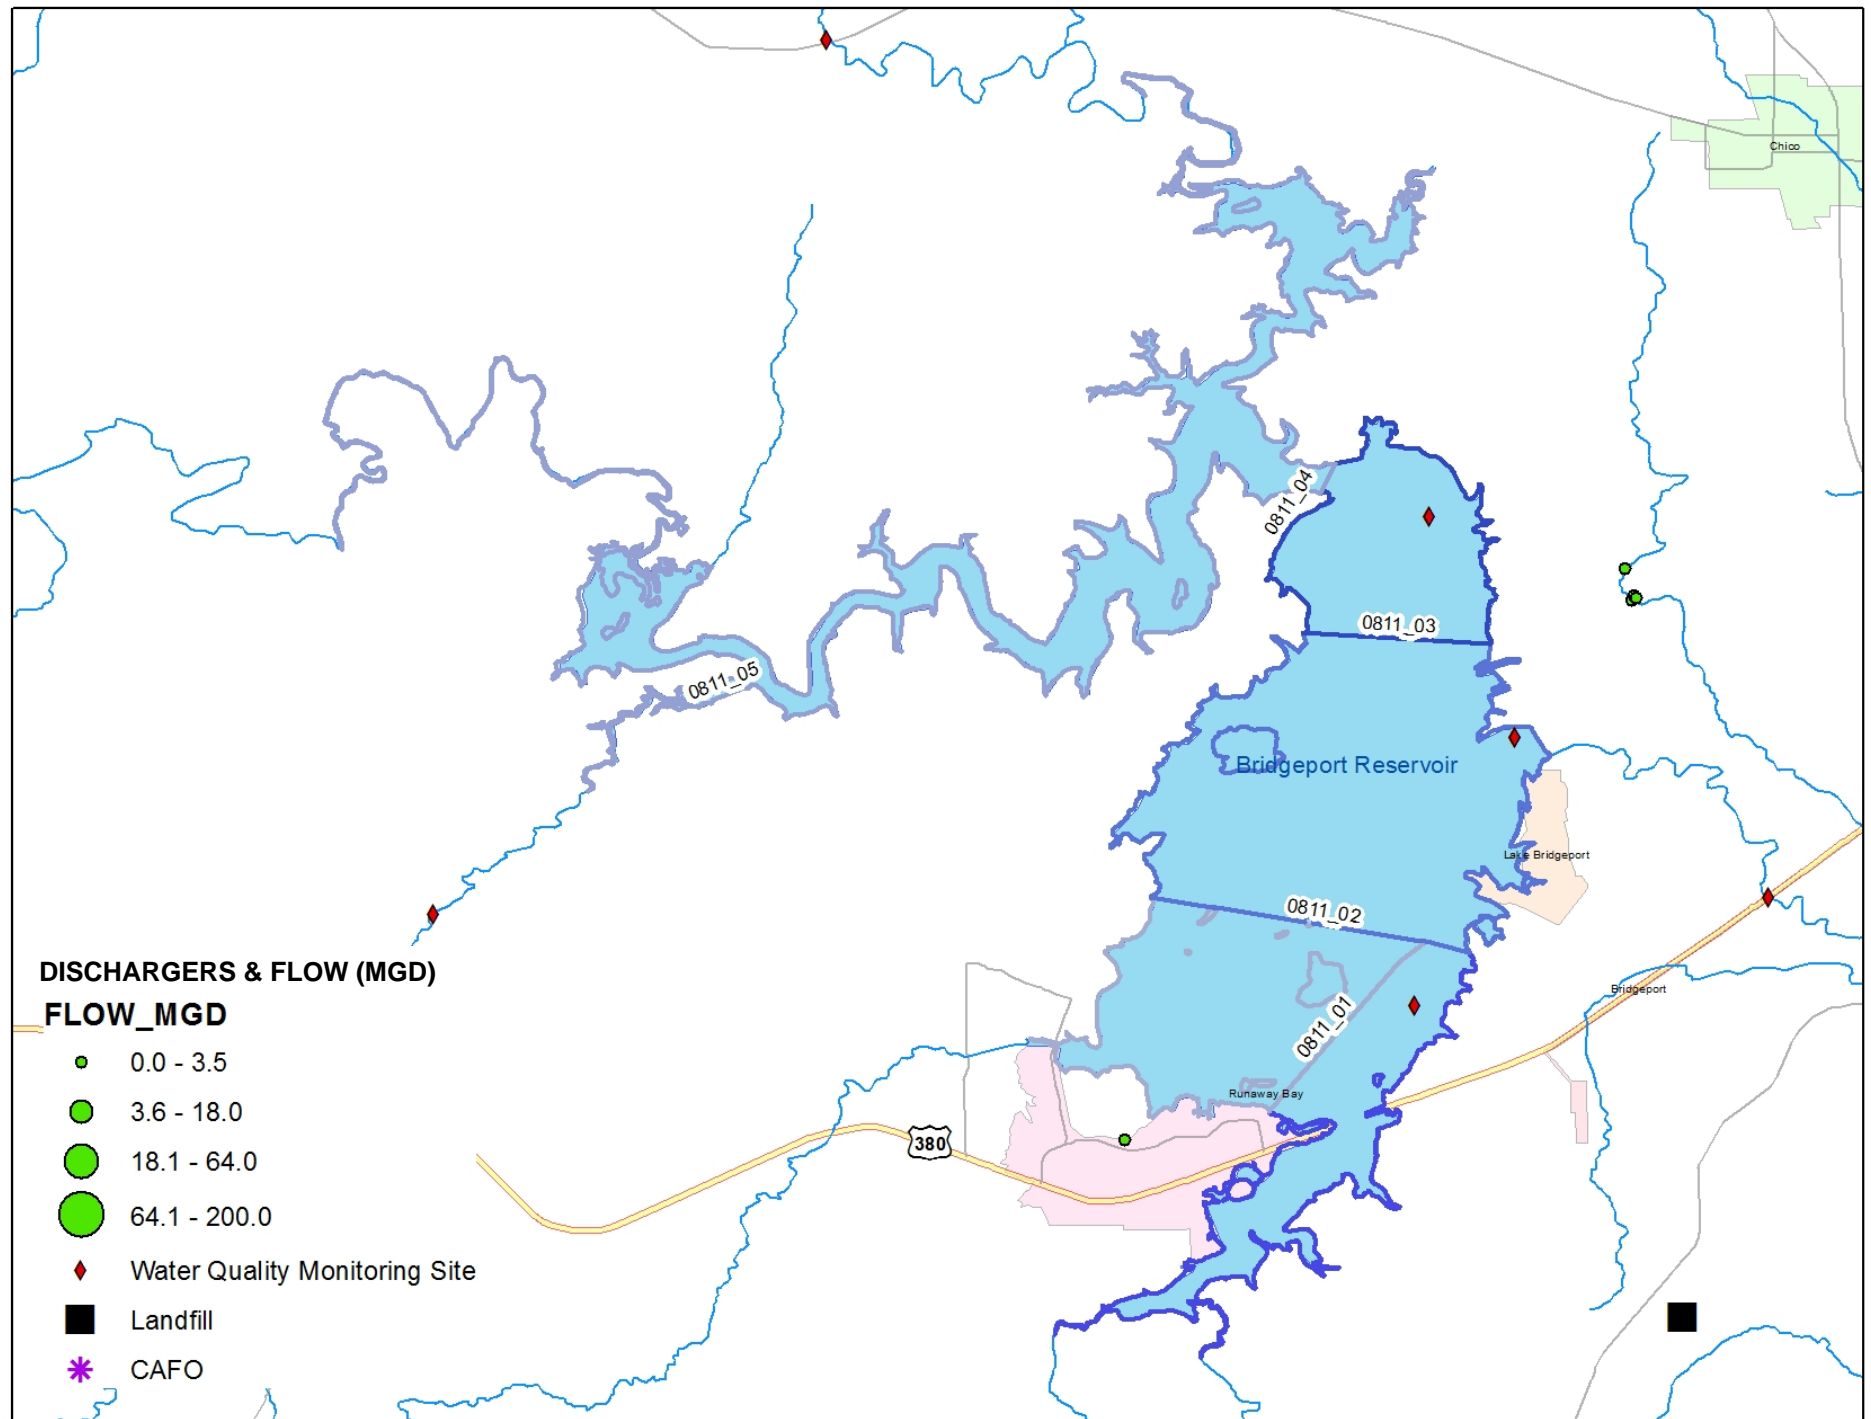 Chico
0811_04
0811_03
0811_05
Bridgeport Reservoir
Lake Bridgeport
0811_02
Bridgeport
0811_01
Runaway Bay
380
DISCHARGERS & FLOW (MGD)
FLOW_MGD
0.0 - 3.5
3.6 - 18.0
18.1 - 64.0
64.1 - 200.0
Water Quality Monitoring Site
Landfill
CAFO